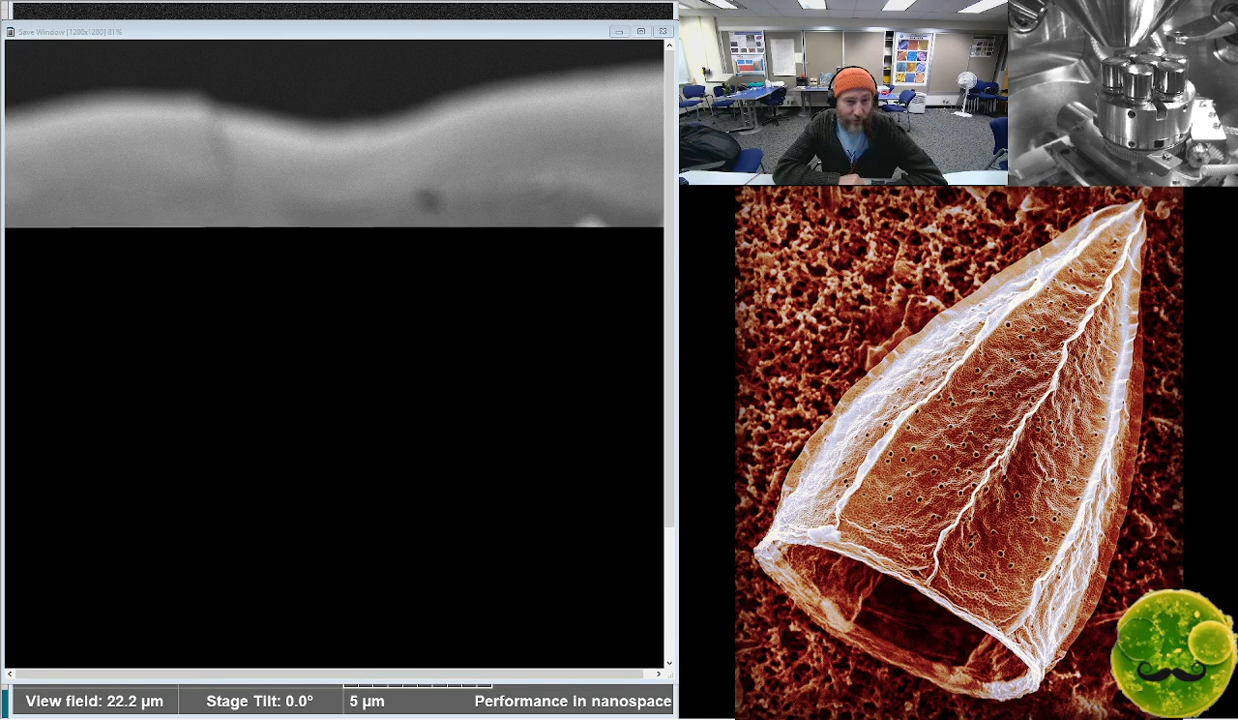 Save Window [1280x1280] 81%
View field: 22.2 µm
Stage Tilt: 0.0°
5 µm
Performance in nanospace